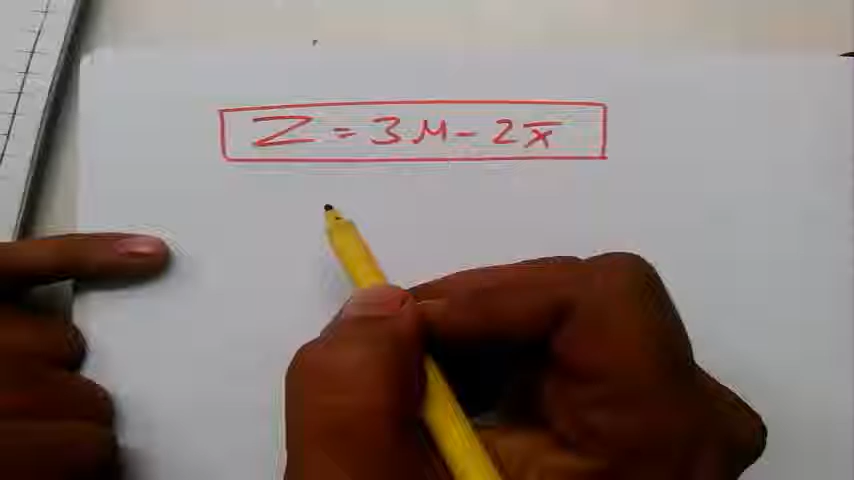 Z = 3M - 2x̄